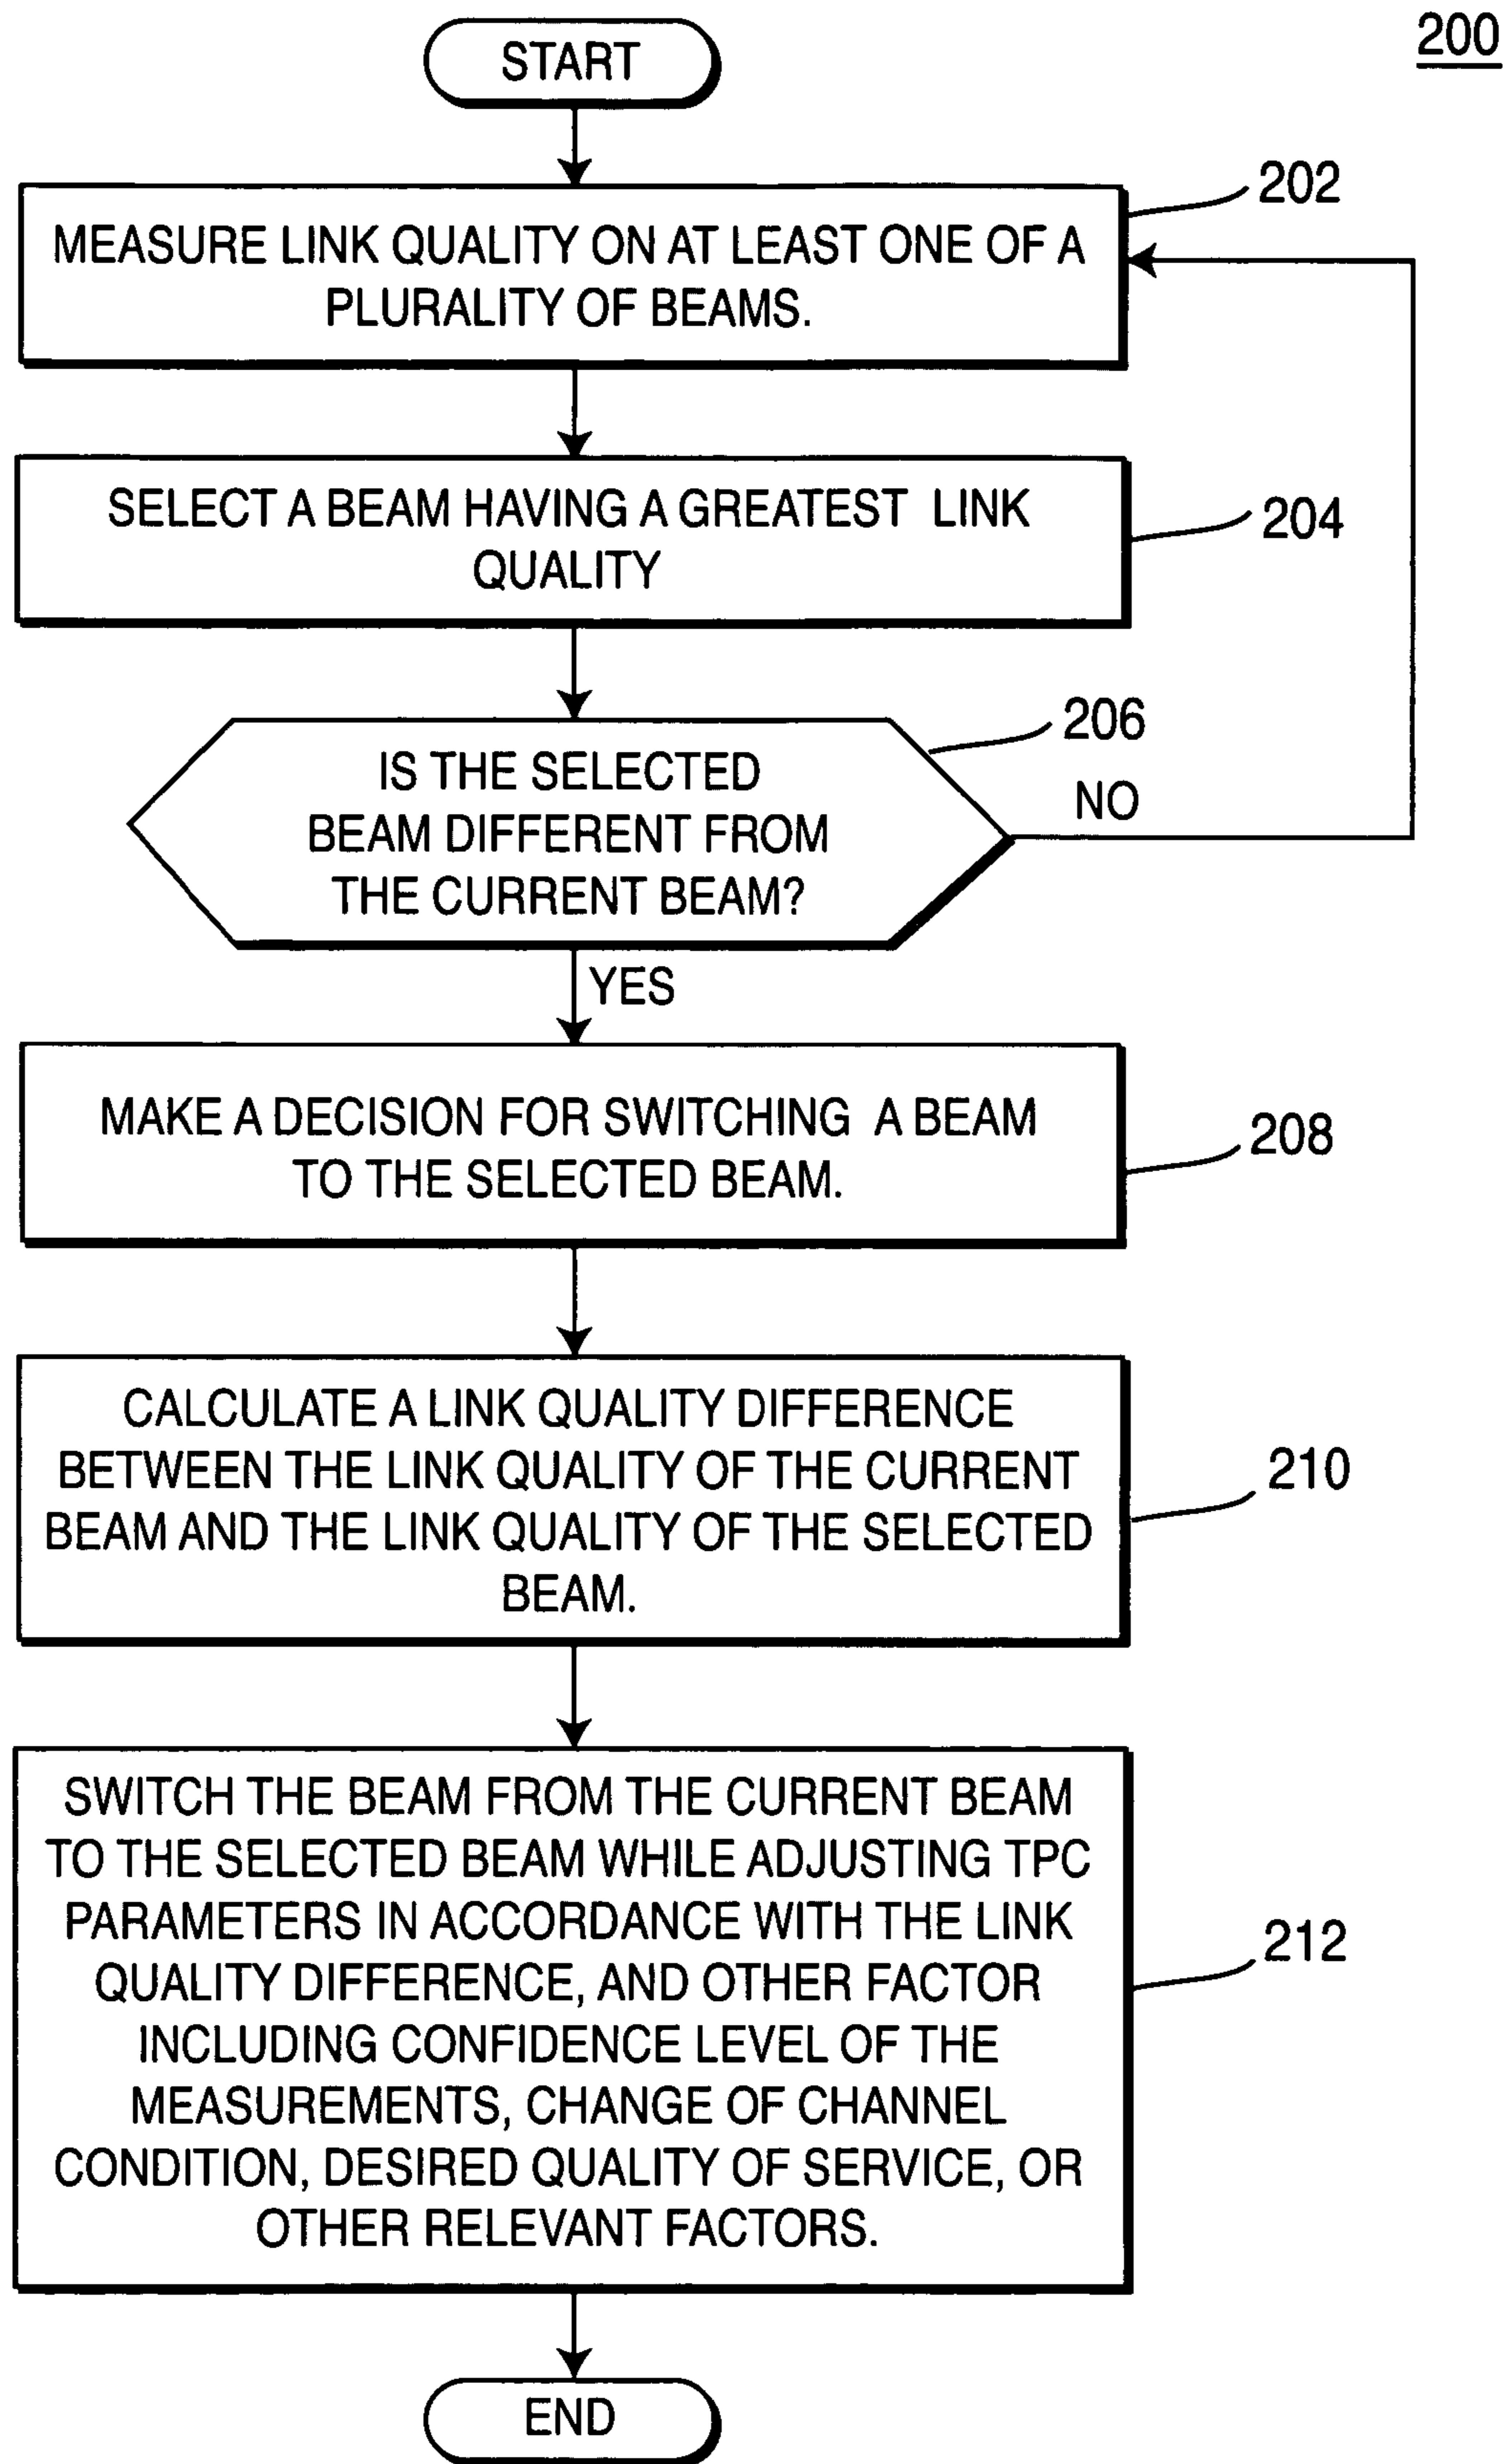 200
START
202
MEASURE LINK QUALITY ON AT LEAST ONE OF A
PLURALITY OF BEAMS.
SELECT A BEAM HAVING A GREATEST LINK
QUALITY
204
206
IS THE SELECTED
BEAM DIFFERENT FROM
THE CURRENT BEAM?
NO
YES
MAKE A DECISION FOR SWITCHING A BEAM
TO THE SELECTED BEAM.
208
CALCULATE A LINK QUALITY DIFFERENCE
BETWEEN THE LINK QUALITY OF THE CURRENT
BEAM AND THE LINK QUALITY OF THE SELECTED
BEAM.
210
SWITCH THE BEAM FROM THE CURRENT BEAM
TO THE SELECTED BEAM WHILE ADJUSTING TPC
PARAMETERS IN ACCORDANCE WITH THE LINK
QUALITY DIFFERENCE, AND OTHER FACTOR
INCLUDING CONFIDENCE LEVEL OF THE
MEASUREMENTS, CHANGE OF CHANNEL
CONDITION, DESIRED QUALITY OF SERVICE, OR
OTHER RELEVANT FACTORS.
212
END